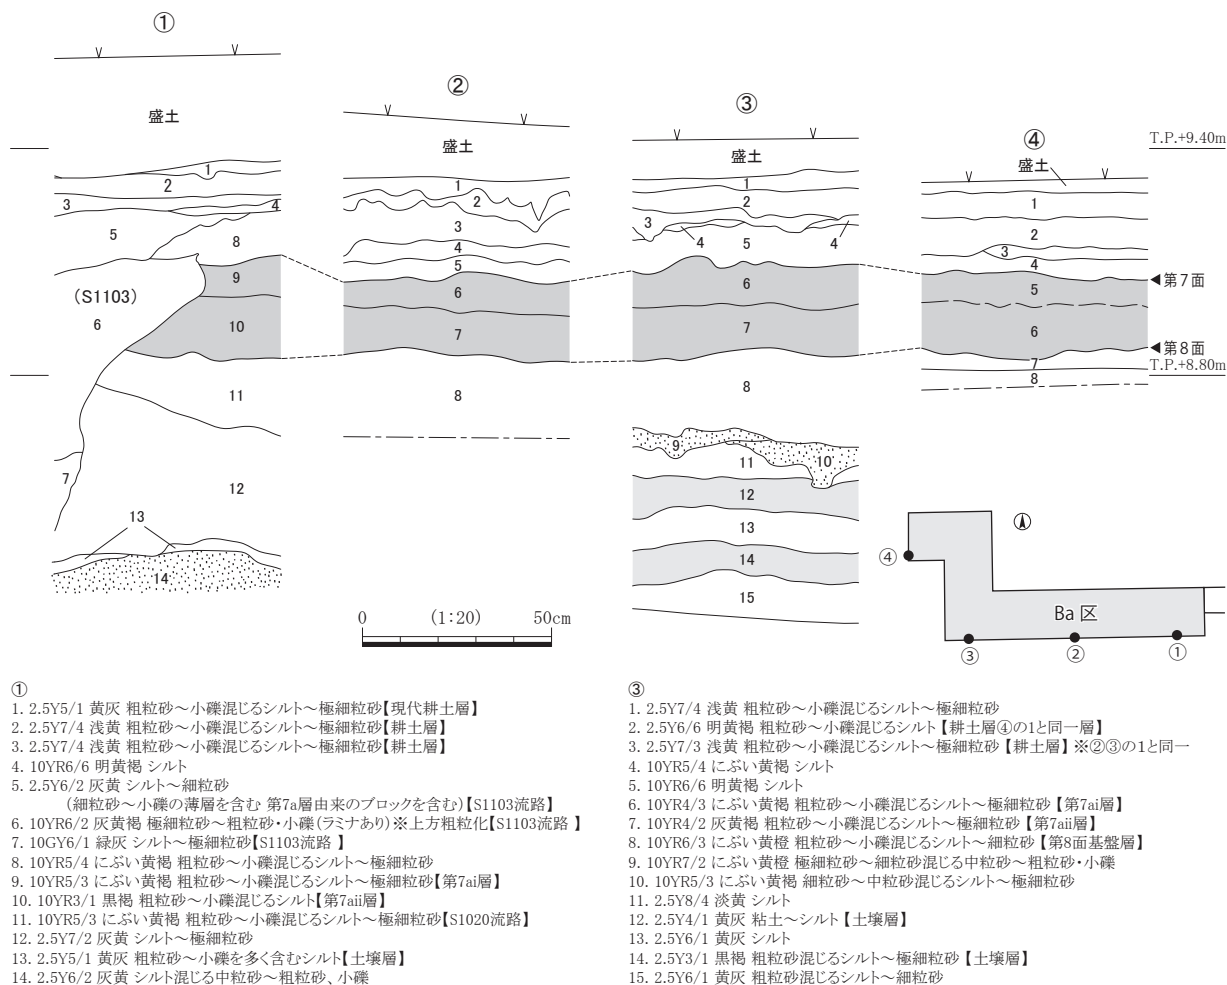 ①
②
③
④
盛土
盛土
盛土
盛土
T.P.+9.40m
1
2
3
4
5
8
9
(S1103)
6
10
11
7
12
13
14
1
2
3
4
5
6
7
8
1
2
3
4
5
4
6
7
8
9
10
11
12
13
14
15
1
2
3
4
5
6
7
8
◀第7面
◀第8面
T.P.+8.80m
0 (1:20) 50cm
Ba 区
④
③
②
①
①
1. 2.5Y5/1 黄灰 粗粒砂～小礫混じるシルト～極細粒砂【現代耕土層】
2. 2.5Y7/4 浅黄 粗粒砂～小礫混じるシルト～極細粒砂【耕土層】
3. 2.5Y7/4 浅黄 粗粒砂～小礫混じるシルト～極細粒砂【耕土層】
4. 10YR6/6 明黄褐 シルト
5. 2.5Y6/2 灰黄 シルト～細粒砂
（細粒砂～小礫の薄層を含む 第7a層由来のブロックを含む）【S1103流路】
6. 10YR6/2 灰黄褐 極細粒砂～粗粒砂・小礫（ラミナあり）※上方粗粒化【S1103流路 】
7. 10GY6/1 緑灰 シルト～極細粒砂【S1103流路 】
8. 10YR5/4 にぶい黄褐 粗粒砂～小礫混じるシルト～極細粒砂
9. 10YR5/3 にぶい黄褐 粗粒砂～小礫混じるシルト～極細粒砂【第7ai層】
10. 10YR3/1 黒褐 粗粒砂～小礫混じるシルト【第7aii層】
11. 10YR5/3 にぶい黄褐 粗粒砂～小礫混じるシルト～極細粒砂【S1020流路】
12. 2.5Y7/2 灰黄 シルト～極細粒砂
13. 2.5Y5/1 黄灰 粗粒砂～小礫を多く含むシルト【土壌層】
14. 2.5Y6/2 灰黄 シルト混じる中粒砂～粗粒砂、小礫
③
1. 2.5Y7/4 浅黄 粗粒砂～小礫混じるシルト～極細粒砂
2. 2.5Y6/6 明黄褐 粗粒砂～小礫混じるシルト【耕土層④の1と同一層】
3. 2.5Y7/3 浅黄 粗粒砂～小礫混じるシルト～極細粒砂 【耕土層】 ※②③の1と同一
4. 10YR5/4 にぶい黄褐 シルト
5. 10YR6/6 明黄褐 シルト
6. 10YR4/3 にぶい黄褐 粗粒砂～小礫混じるシルト～極細粒砂 【第7ai層】
7. 10YR4/2 灰黄褐 粗粒砂～小礫混じるシルト～極細粒砂 【第7aii層】
8. 10YR6/3 にぶい黄橙 粗粒砂～小礫混じるシルト～細粒砂 【第8面基盤層】
9. 10YR7/2 にぶい黄橙 極細粒砂～細粒砂混じる中粒砂～粗粒砂・小礫
10. 10YR5/3 にぶい黄褐 細粒砂～中粒砂混じるシルト～極細粒砂
11. 2.5Y8/4 淡黄 シルト
12. 2.5Y4/1 黄灰 粘土～シルト 【土壌層】
13. 2.5Y6/1 黄灰 シルト
14. 2.5Y3/1 黒褐 粗粒砂混じるシルト～極細粒砂 【土壌層】
15. 2.5Y6/1 黄灰 粗粒砂混じるシルト～細粒砂